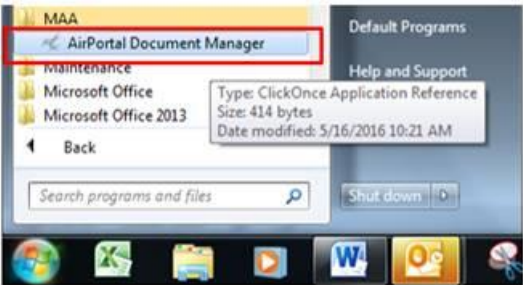 MAA
AirPortal Document Manager
Maintenance
Microsoft Office
Microsoft Office 2013
Back
Search programs and files
Default Programs
Help and Support
Type: ClickOnce Application Reference
Size: 414 bytes
Date modified: 5/16/2016 10:21 AM
Shut down